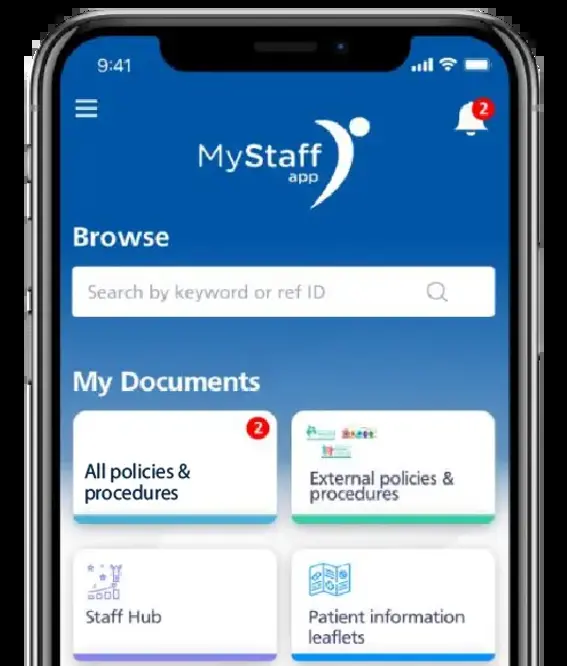 9:41
2
MyStaff
app
Browse
Search by keyword or ref ID
My Documents
2
All policies &
procedures
External policies &
procedures
Staff Hub
Patient information
leaflets